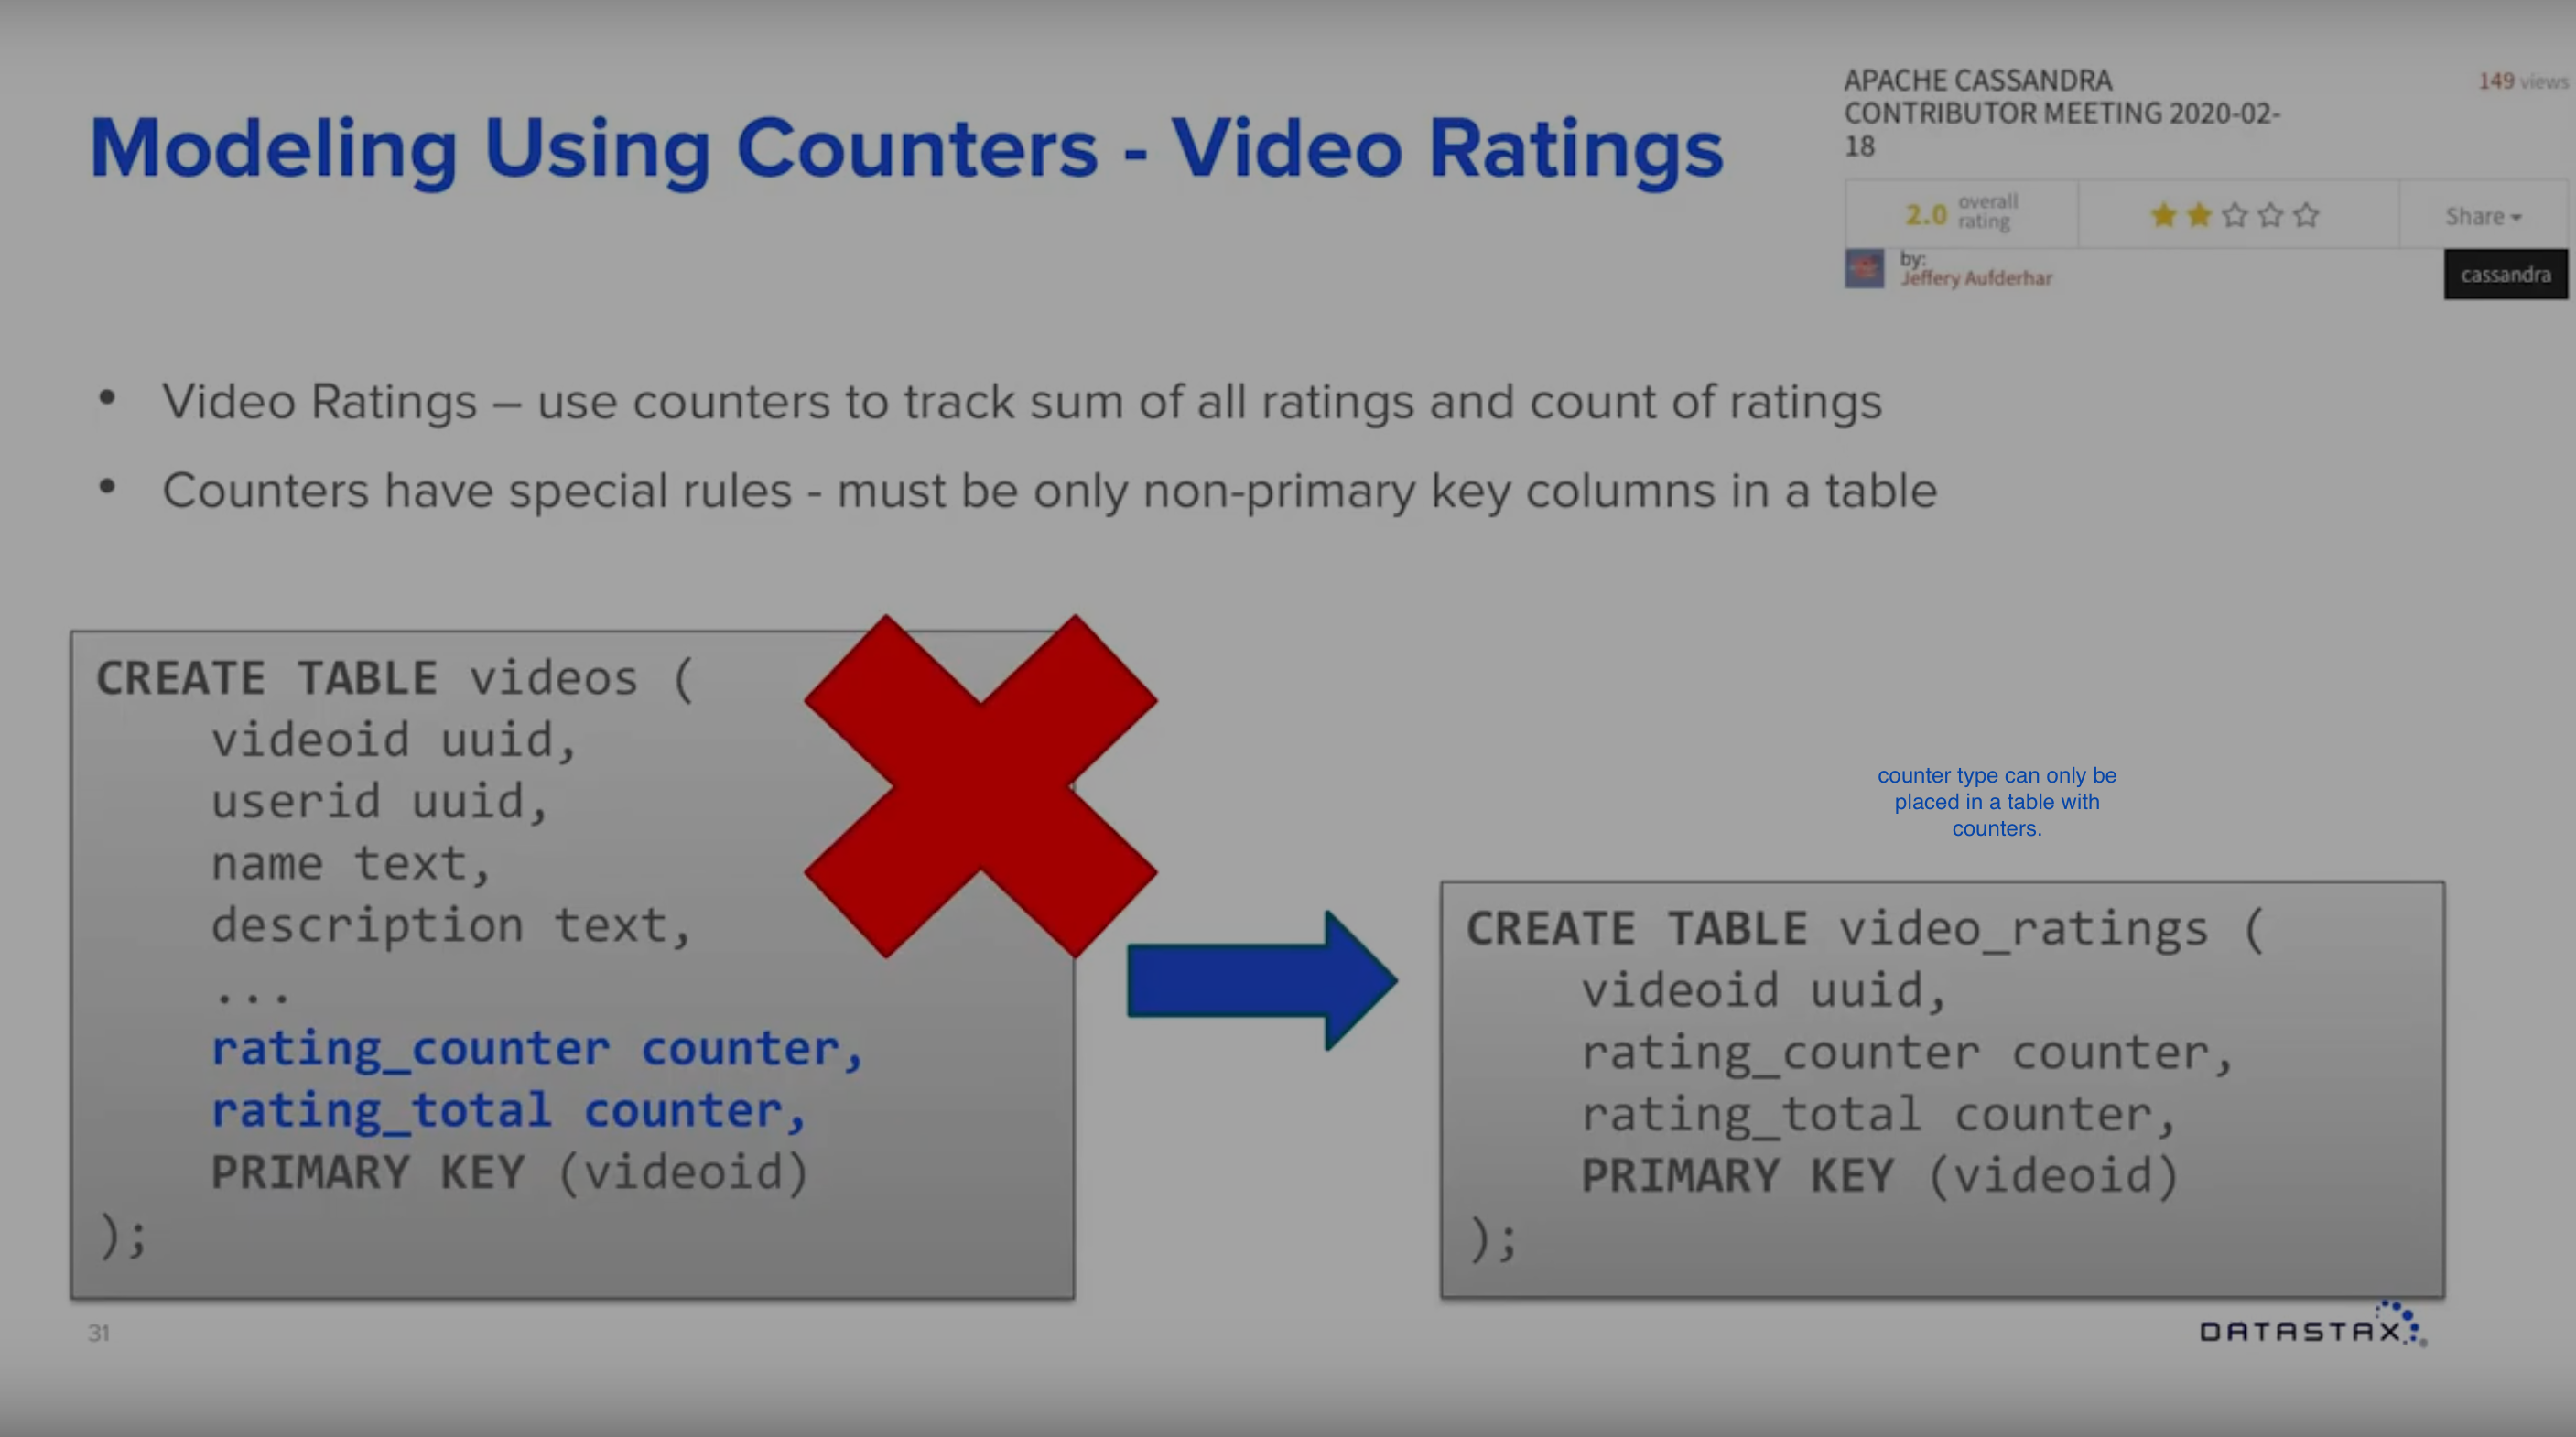 Modeling Using Counters - Video Ratings
APACHE CASSANDRA
CONTRIBUTOR MEETING 2020-02-
18
149 views
2.0 overall
rating
Share
by:
Jeffery Aufderhar
cassandra
• Video Ratings – use counters to track sum of all ratings and count of ratings
• Counters have special rules - must be only non-primary key columns in a table
CREATE TABLE videos (
videoid uuid,
userid uuid,
name text,
description text,
...
rating_counter counter,
rating_total counter,
PRIMARY KEY (videoid)
);
counter type can only be
placed in a table with
counters.
CREATE TABLE video_ratings (
videoid uuid,
rating_counter counter,
rating_total counter,
PRIMARY KEY (videoid)
);
31
DATASTAX